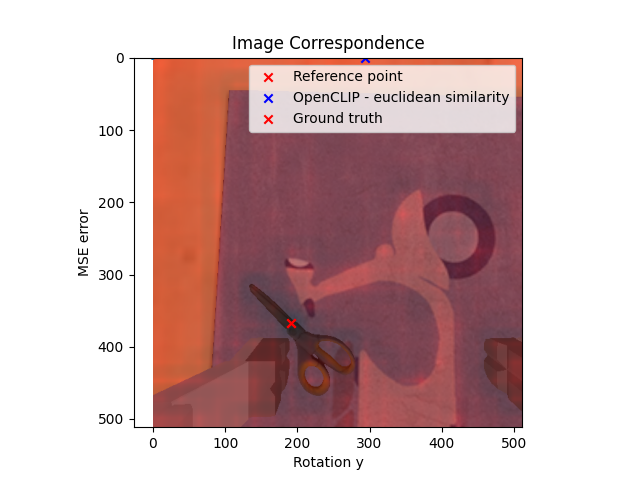 Image Correspondence
Reference point
OpenCLIP - euclidean similarity
Ground truth
MSE error
0
100
200
300
400
500
0
100
200
300
400
500
Rotation y